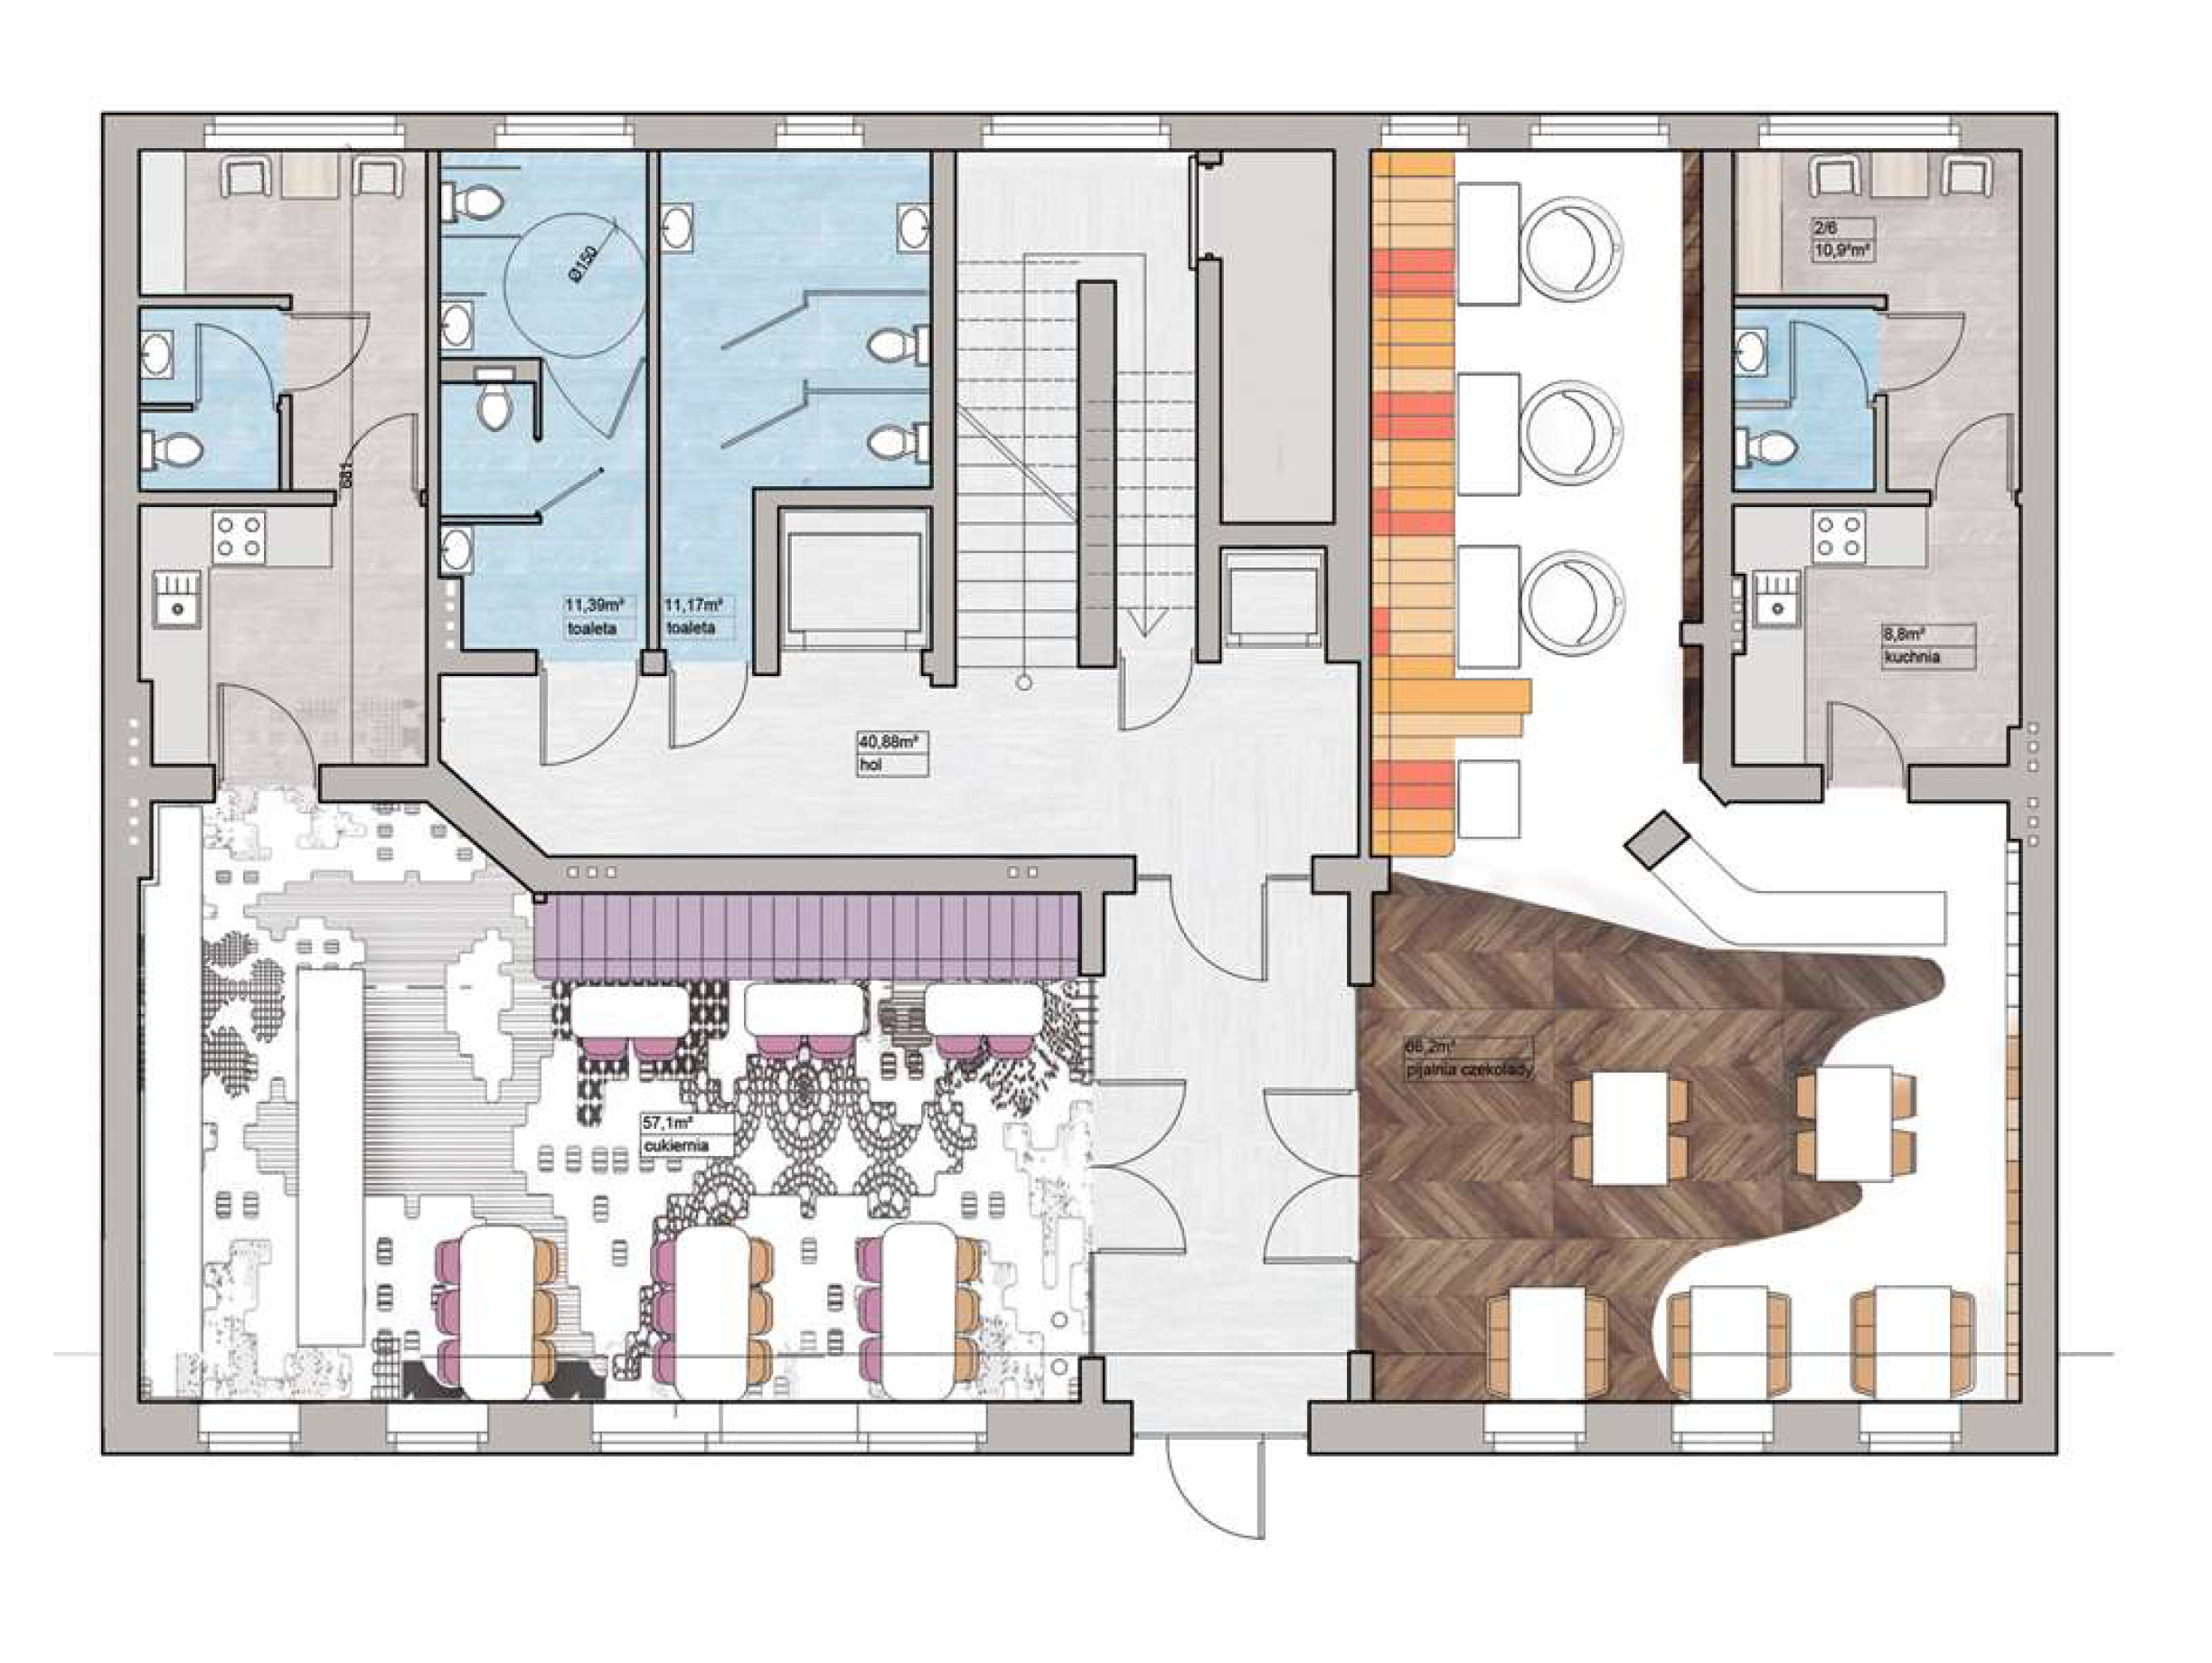 2/6
10,9²m²
Ø150
681
11,39m²
toaleta
11,17m²
toaleta
8,8m²
kuchnia
40,88m²
hol
66,2m²
pijalnia czekolady
57,1m²
cukiernia